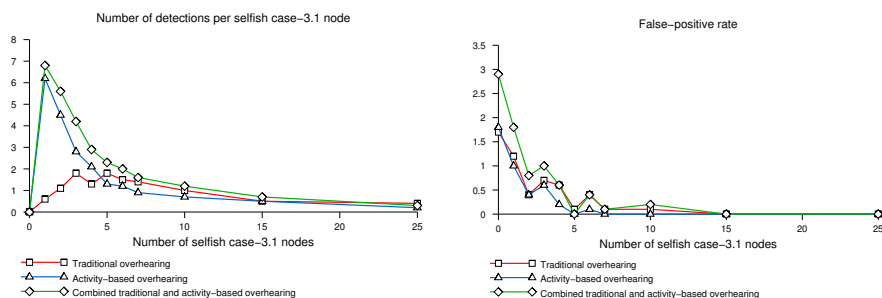 Number of detections per selfish case−3.1 node
8
7
6
5
4
3
2
1
0
0 5 10 15 20 25
Number of selfish case−3.1 nodes
Traditional overhearing
Activity−based overhearing
Combined traditional and activity−based overhearing
False−positive rate
3.5
3
2.5
2
1.5
1
0.5
0
0 5 10 15 20 25
Number of selfish case−3.1 nodes
Traditional overhearing
Activity−based overhearing
Combined traditional and activity−based overhearing